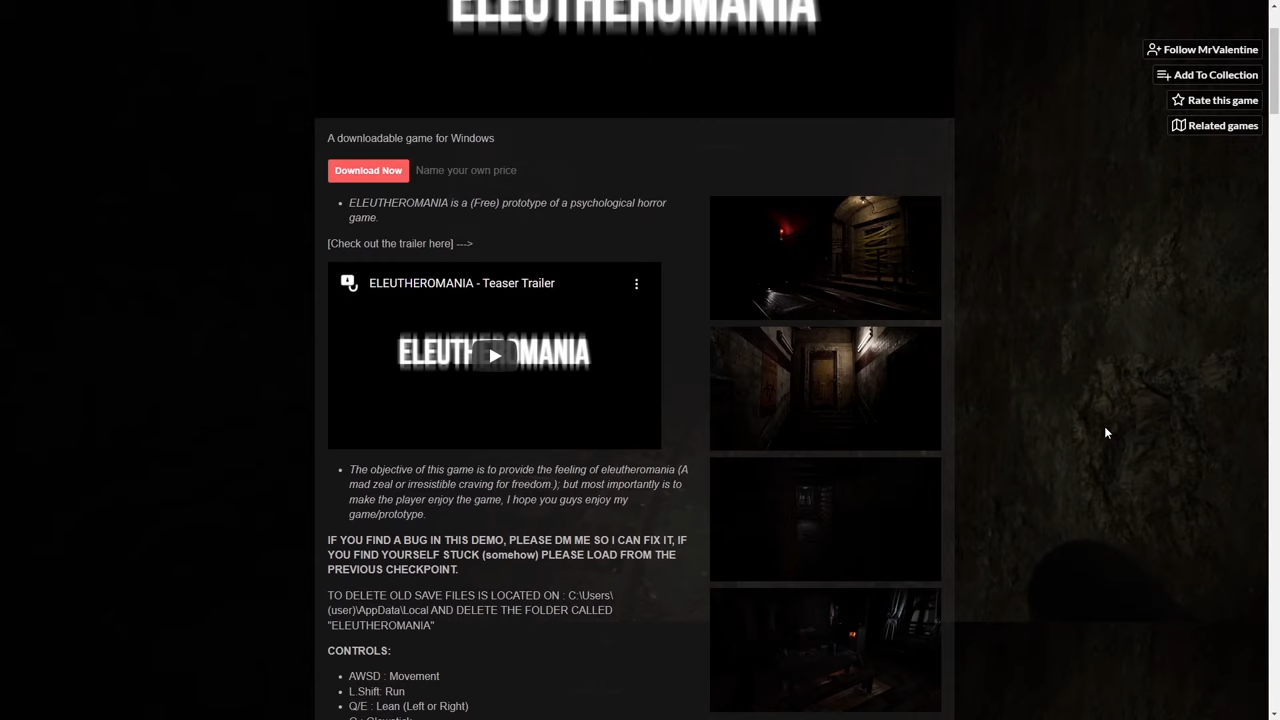 ELEUTHEROMANIA
Follow MrValentine
Add To Collection
Rate this game
Related games
A downloadable game for Windows
Download Now Name your own price
ELEUTHEROMANIA is a (Free) prototype of a psychological horror
game.
[Check out the trailer here] --->
ELEUTHEROMANIA - Teaser Trailer
ELEUTHEROMANIA
The objective of this game is to provide the feeling of eleutheromania (A
mad zeal or irresistible craving for freedom.); but most importantly is to
make the player enjoy the game, I hope you guys enjoy my
game/prototype.
IF YOU FIND A BUG IN THIS DEMO, PLEASE DM ME SO I CAN FIX IT, IF
YOU FIND YOURSELF STUCK (somehow) PLEASE LOAD FROM THE
PREVIOUS CHECKPOINT.
TO DELETE OLD SAVE FILES IS LOCATED ON : C:\Users\
(user)\AppData\Local AND DELETE THE FOLDER CALLED
"ELEUTHEROMANIA"
CONTROLS:
AWSD : Movement
L.Shift: Run
Q/E : Lean (Left or Right)